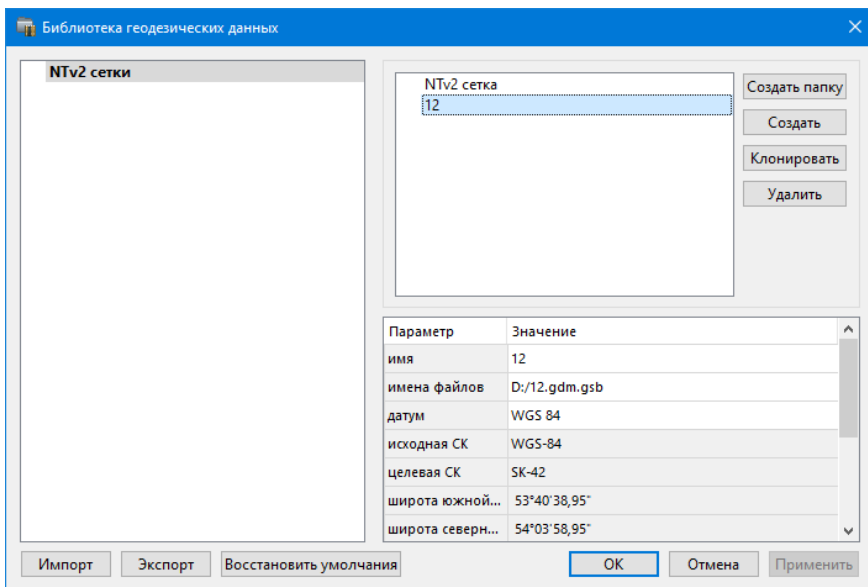 Библиотека геодезических данных
NTv2 сетки
NTv2 сетка
12
Создать папку
Создать
Клонировать
Удалить
Параметр Значение
имя 12
имена файлов D:/12.gdm.gsb
датум WGS 84
исходная СК WGS-84
целевая СК SK-42
широта южной... 53°40'38,95"
широта северн... 54°03'58,95"
Импорт Экспорт Восстановить умолчания ОК Отмена Применить